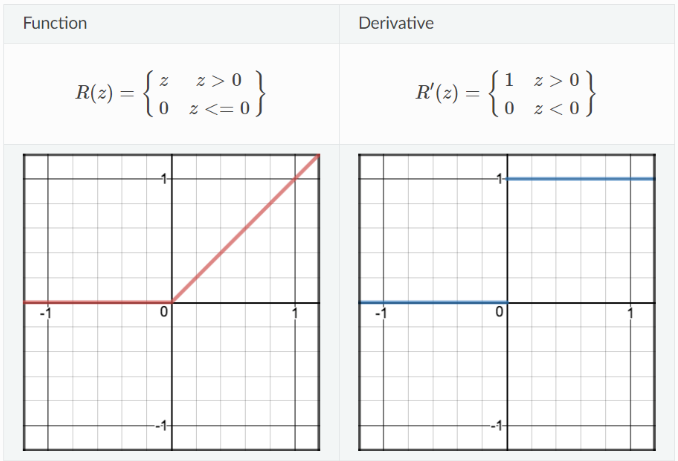 Function
Derivative
R(z) = { z z > 0
0 z <= 0 }
R′(z) = { 1 z > 0
0 z < 0 }
1
-1
0
1
-1
1
-1
0
1
-1